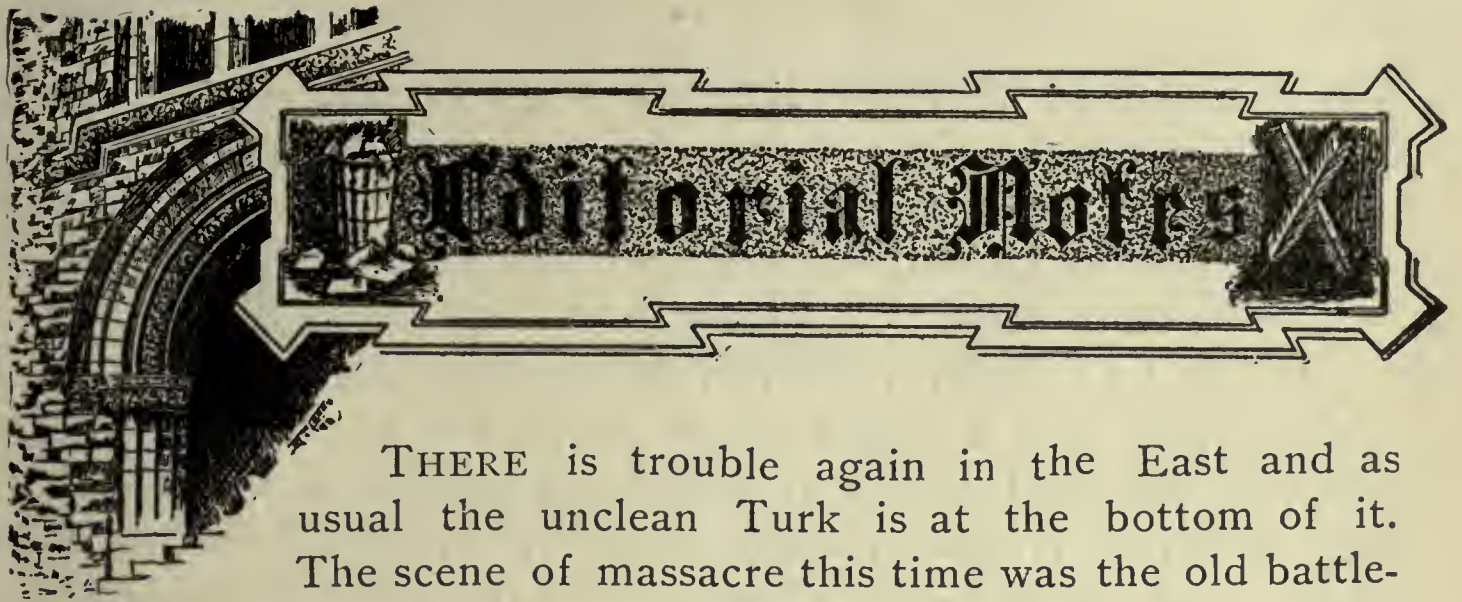 Editorial Notes
THERE is trouble again in the East and as
usual the unclean Turk is at the bottom of it.
The scene of massacre this time was the old battle-